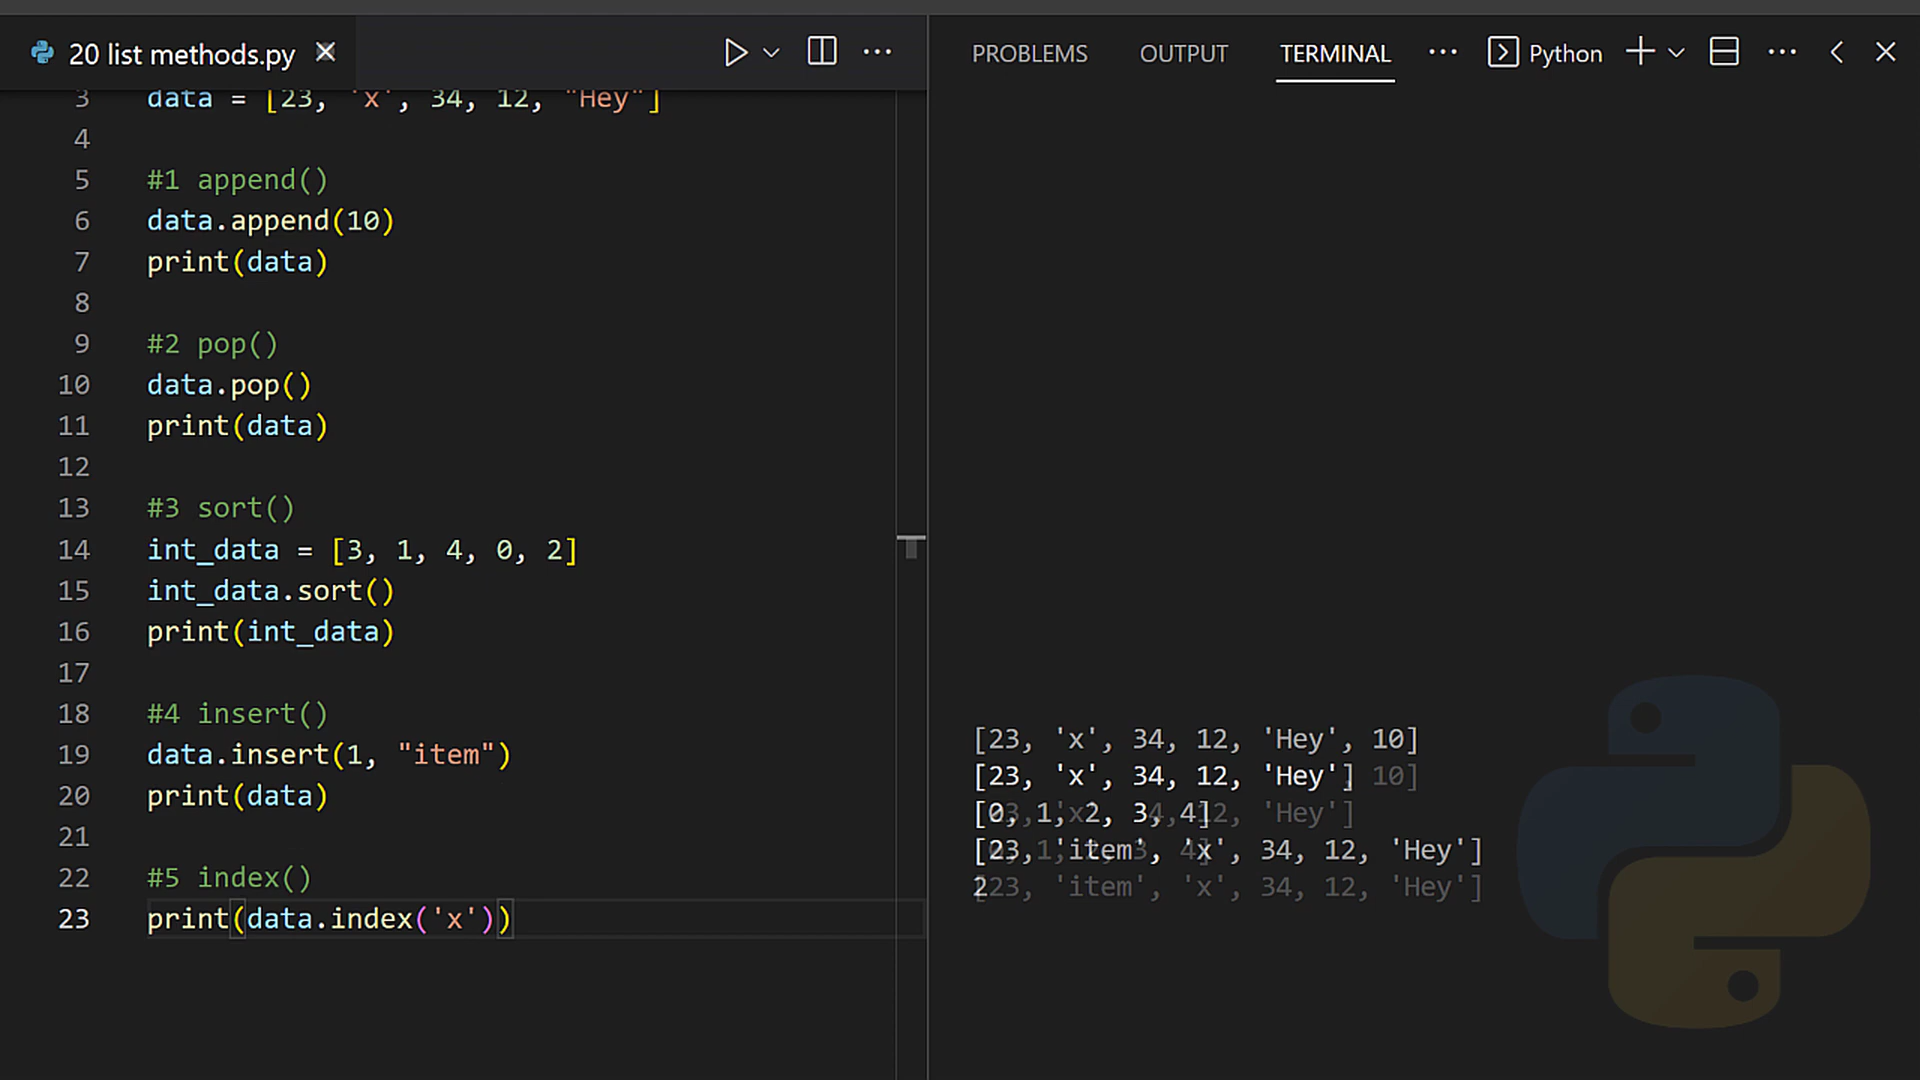 20 list methods.py
PROBLEMS OUTPUT TERMINAL Python
3 data = [23, 'x', 34, 12, "Hey"]
4
5 #1 append()
6 data.append(10)
7 print(data)
8
9 #2 pop()
10 data.pop()
11 print(data)
12
13 #3 sort()
14 int_data = [3, 1, 4, 0, 2]
15 int_data.sort()
16 print(int_data)
17
18 #4 insert()
19 data.insert(1, "item")
20 print(data)
21
22 #5 index()
23 print(data.index('x'))
[23, 'x', 34, 12, 'Hey', 10]
[23, 'x', 34, 12, 'Hey']
[0, 1, 2, 3, 4]
[23, 'item', 'x', 34, 12, 'Hey']
2